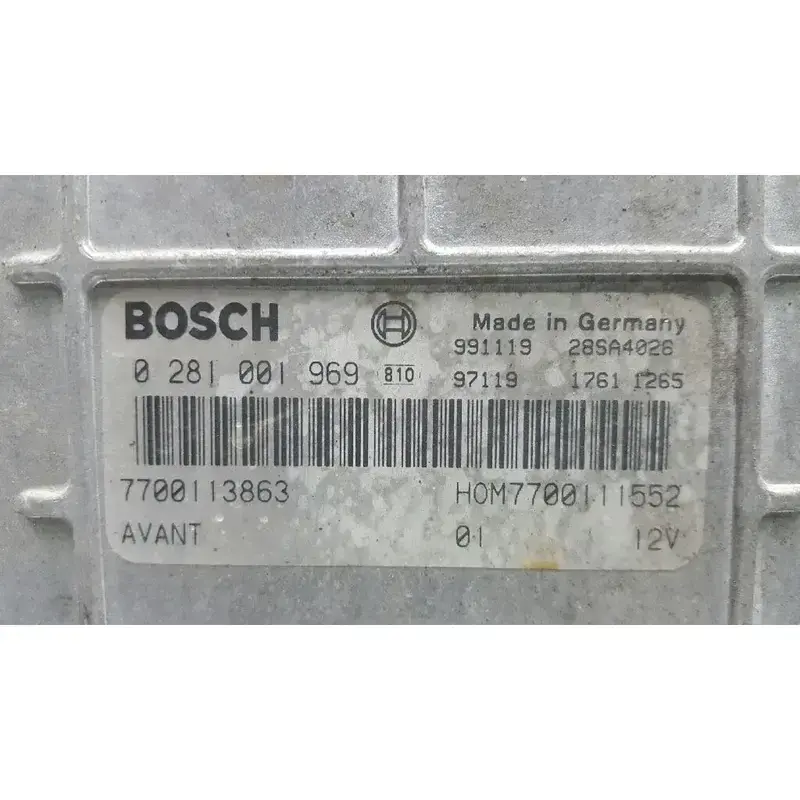 BOSCH Made in Germany
991119 28SA4026
0 281 001 969 810 97119 1761 1265
7700113863 HOM7700111552
AVANT 01 12V